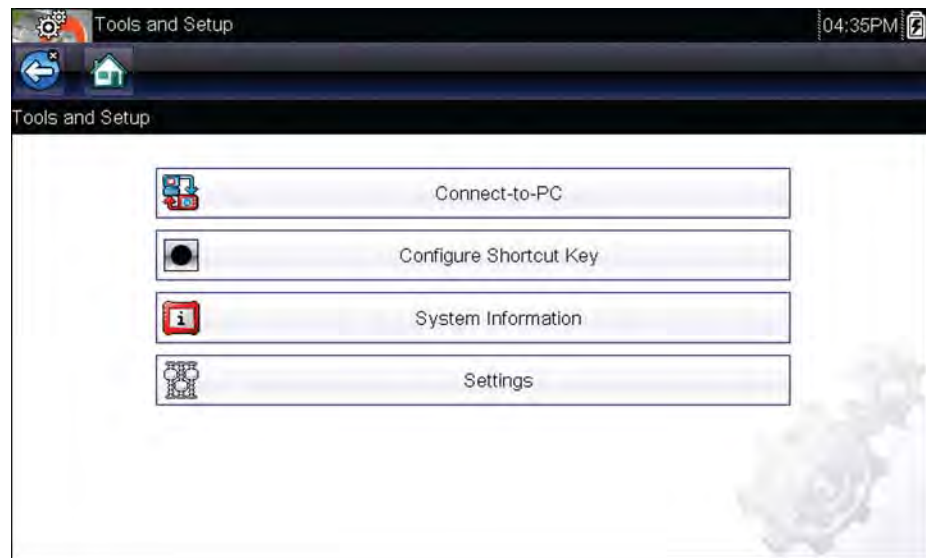 Tools and Setup 04:35PM
Tools and Setup
Connect-to-PC
Configure Shortcut Key
i System Information
Settings